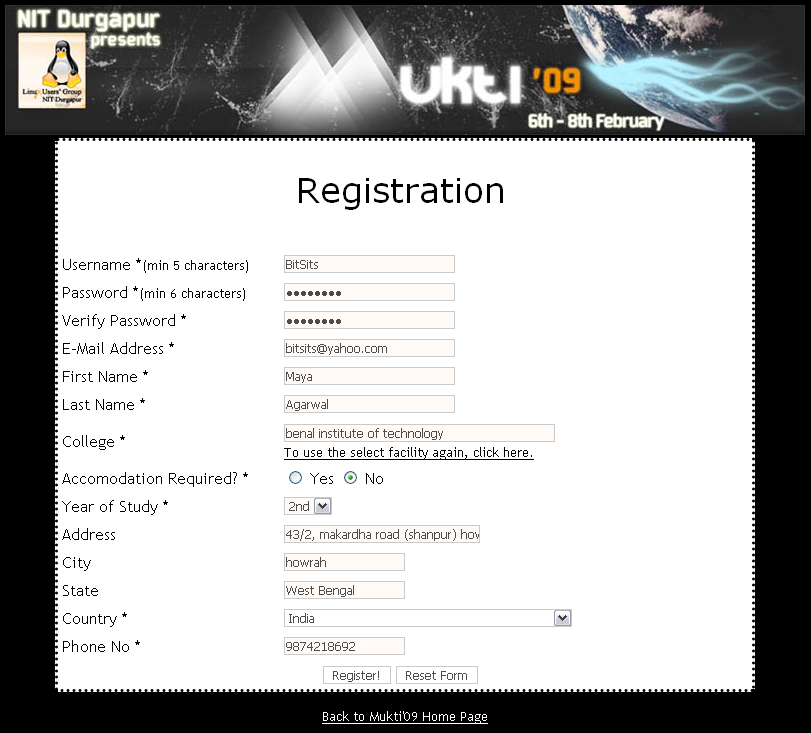 NIT Durgapur
presents
Linux Users' Group
NIT-Durgapur
Mukti '09
6th - 8th February
Registration
Username *(min 5 characters) BitSits
Password *(min 6 characters) ••••••••
Verify Password * ••••••••
E-Mail Address * bitsits@yahoo.com
First Name * Maya
Last Name * Agarwal
College * benal institute of technology
To use the select facility again, click here.
Accomodation Required? * Yes No
Year of Study * 2nd
Address 43/2, makardha road (shanpur) how
City howrah
State West Bengal
Country * India
Phone No * 9874218692
Register! Reset Form
Back to Mukti'09 Home Page